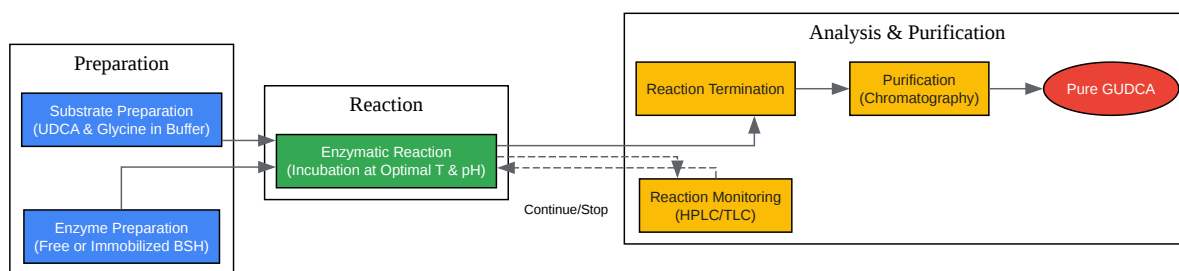 Preparation
Substrate Preparation
(UDCA & Glycine in Buffer)
Enzyme Preparation
(Free or Immobilized BSH)
Reaction
Enzymatic Reaction
(Incubation at Optimal T & pH)
Continue/Stop
Analysis & Purification
Reaction Termination
Purification
(Chromatography)
Pure GUDCA
Reaction Monitoring
(HPLC/TLC)